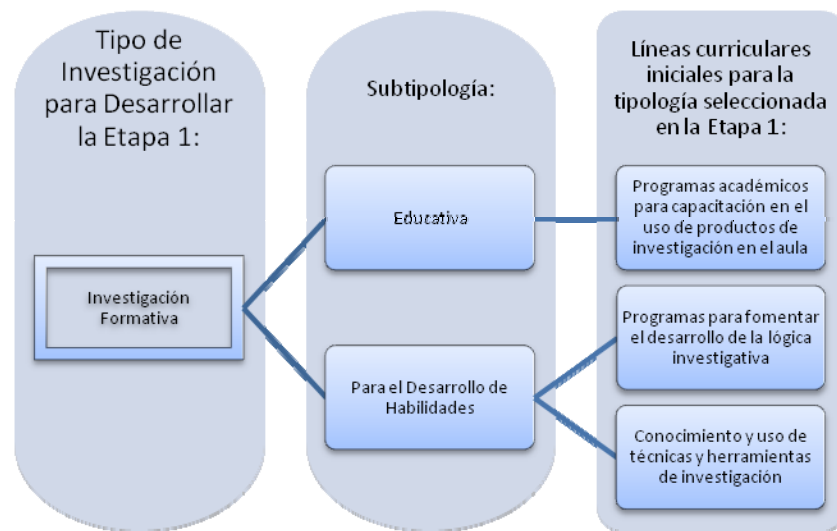 Tipo de
Investigación
para Desarrollar
la Etapa 1:
Investigación
Formativa
Subtipología:
Educativa
Para el Desarrollo de
Habilidades
Líneas curriculares
iniciales para la
tipología seleccionada
en la Etapa 1:
Programas académicos
para capacitación en el
uso de productos de
investigación en el aula
Programas para fomentar
el desarrollo de la lógica
investigativa
Conocimiento y uso de
técnicas y herramientas
de investigación